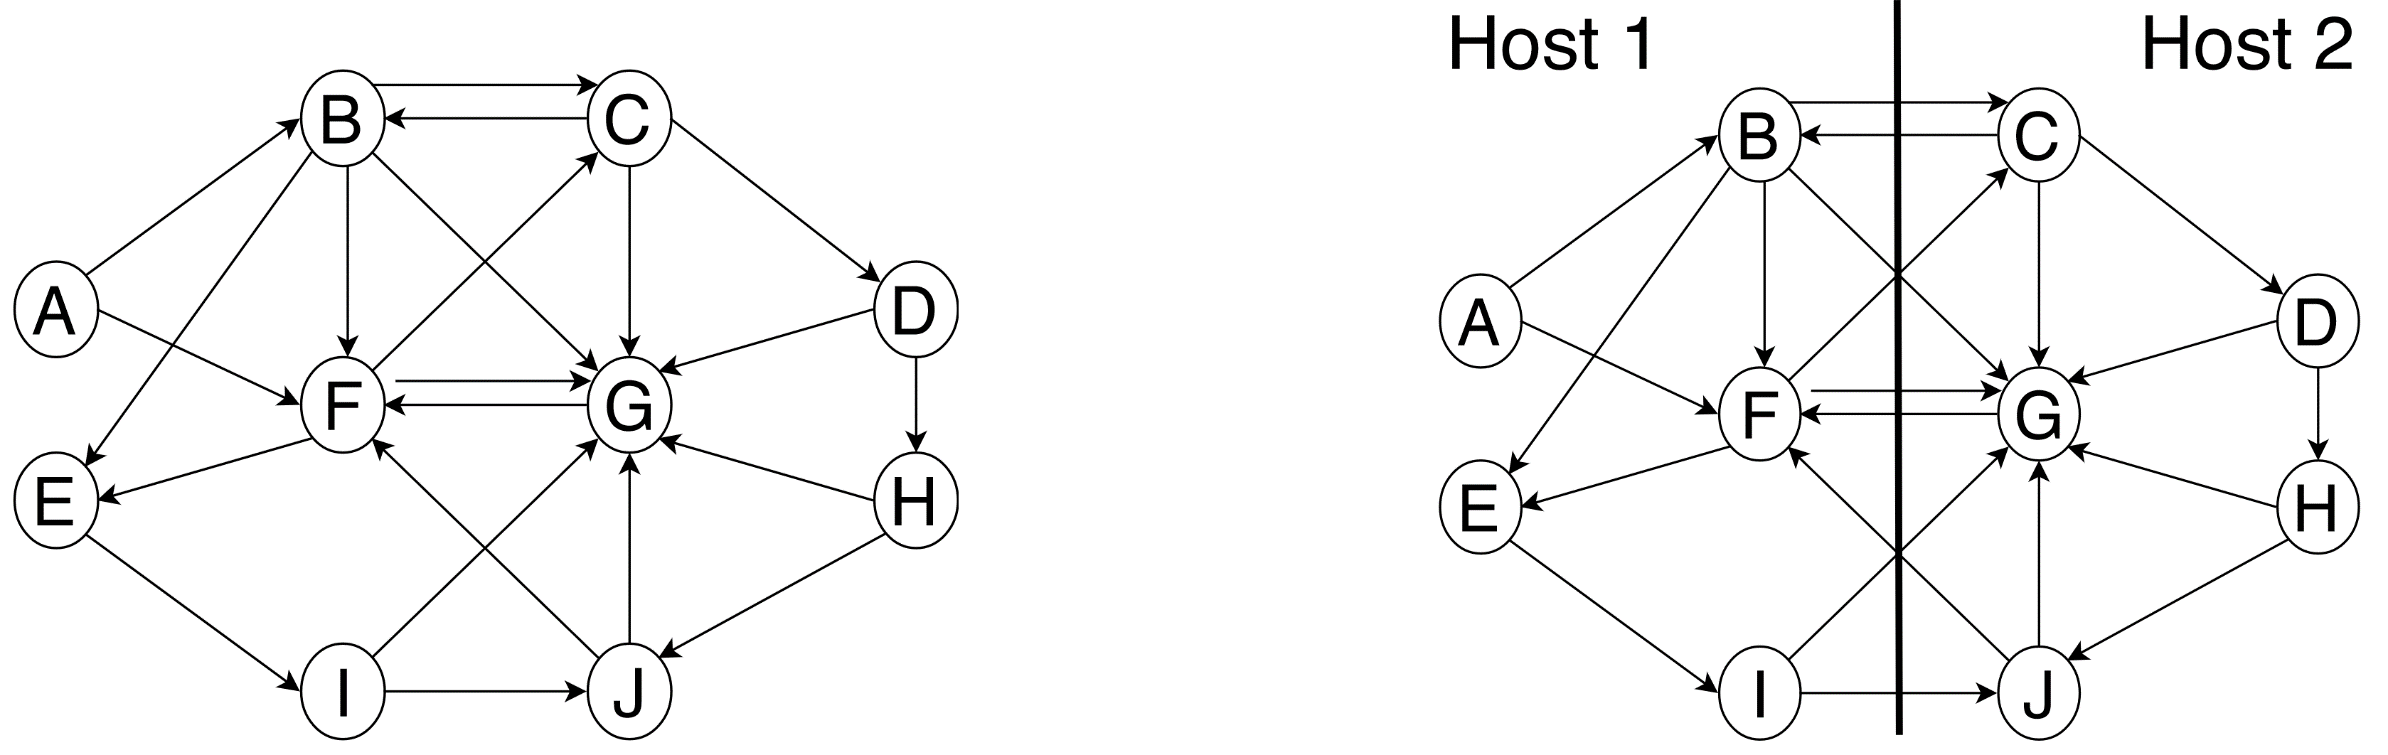 Host 1 Host 2
B C B C
A D A D
F G F G
E H E H
I J I J